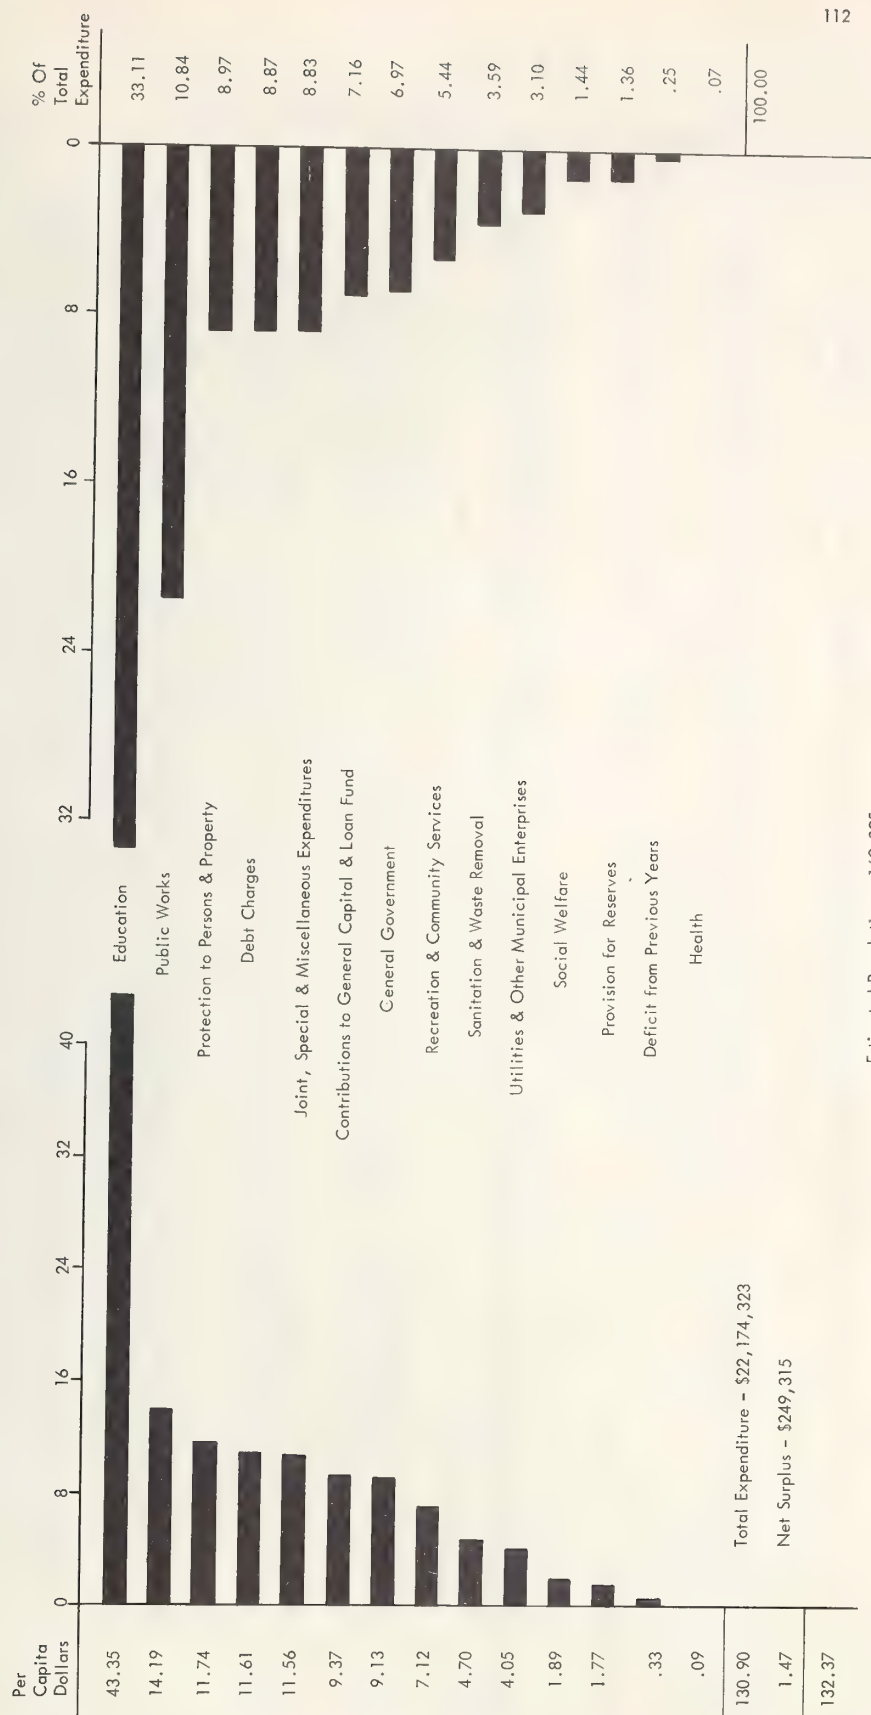 112
Per
Capita
Dollars
0 8 16 24 32 40
32 24 16 8 0
% Of
Total
Expenditure
43.35 Education 33.11
14.19 Public Works 10.84
11.74 Protection to Persons & Property 8.97
11.61 Debt Charges 8.87
11.56 Joint, Special & Miscellaneous Expenditures 8.83
9.37 Contributions to General Capital & Loan Fund 7.16
9.13 General Government 6.97
7.12 Recreation & Community Services 5.44
4.70 Sanitation & Waste Removal 3.59
4.05 Utilities & Other Municipal Enterprises 3.10
1.89 Social Welfare 1.44
1.77 Provision for Reserves 1.36
.33 Deficit from Previous Years .25
.09 Health .07
130.90 Total Expenditure - $22,174,323 100.00
1.47 Net Surplus - $249,315
132.37